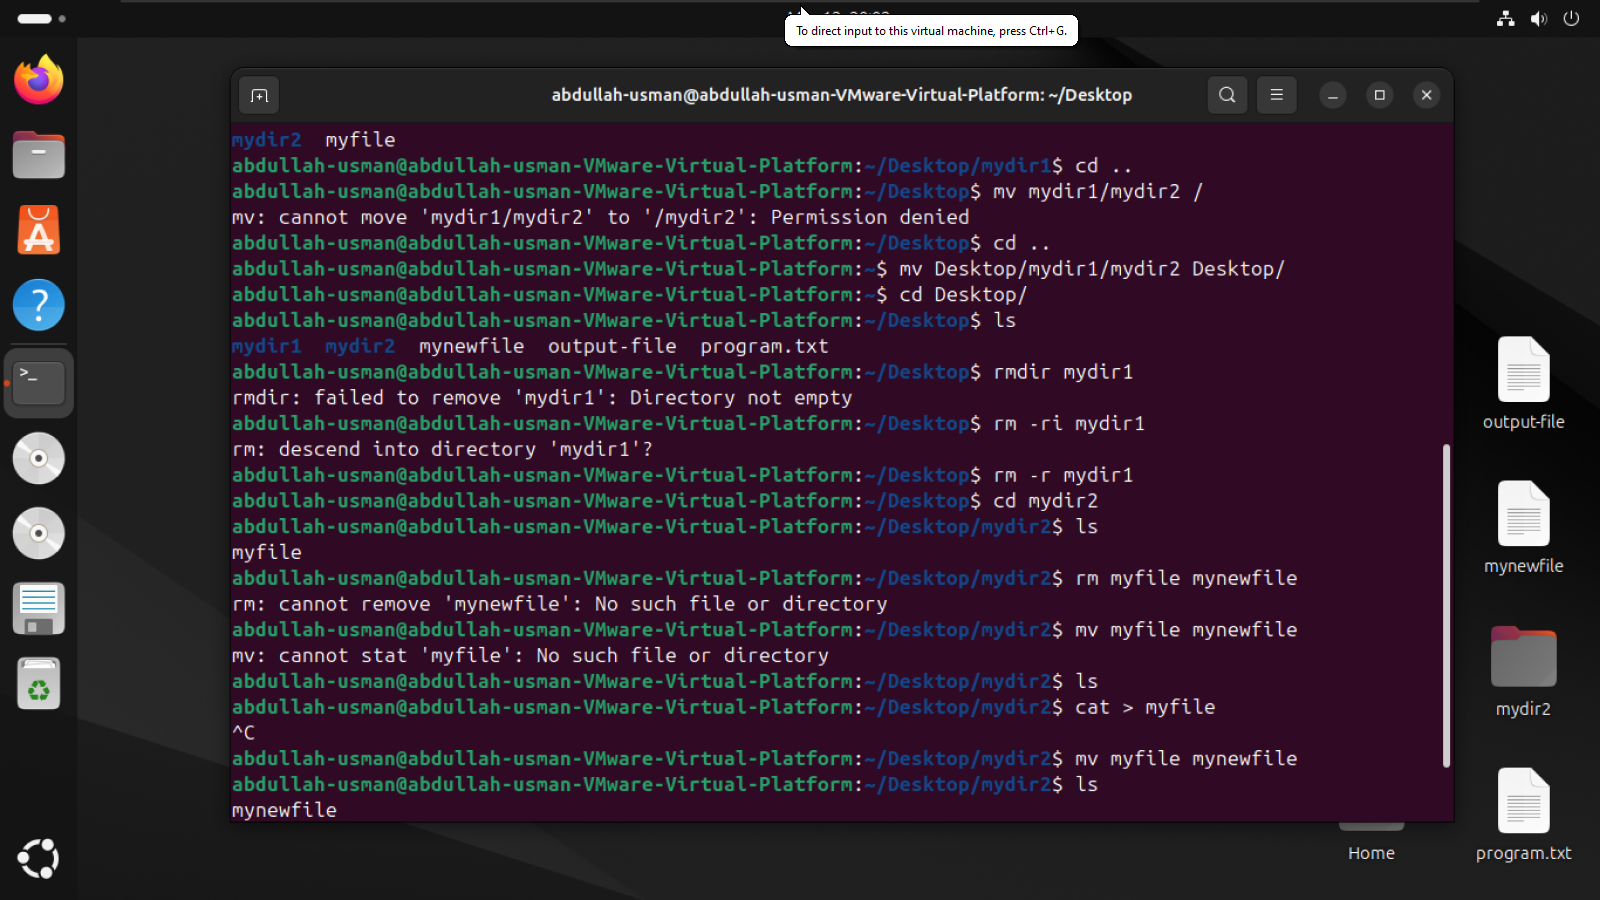 To direct input to this virtual machine, press Ctrl+G.
abdullah-usman@abdullah-usman-VMware-Virtual-Platform: ~/Desktop
mydir2  myfile
abdullah-usman@abdullah-usman-VMware-Virtual-Platform:~/Desktop/mydir1$ cd ..
abdullah-usman@abdullah-usman-VMware-Virtual-Platform:~/Desktop$ mv mydir1/mydir2 /
mv: cannot move 'mydir1/mydir2' to '/mydir2': Permission denied
abdullah-usman@abdullah-usman-VMware-Virtual-Platform:~/Desktop$ cd ..
abdullah-usman@abdullah-usman-VMware-Virtual-Platform:~$ mv Desktop/mydir1/mydir2 Desktop/
abdullah-usman@abdullah-usman-VMware-Virtual-Platform:~$ cd Desktop/
abdullah-usman@abdullah-usman-VMware-Virtual-Platform:~/Desktop$ ls
mydir1  mydir2  mynewfile  output-file  program.txt
abdullah-usman@abdullah-usman-VMware-Virtual-Platform:~/Desktop$ rmdir mydir1
rmdir: failed to remove 'mydir1': Directory not empty
abdullah-usman@abdullah-usman-VMware-Virtual-Platform:~/Desktop$ rm -ri mydir1
rm: descend into directory 'mydir1'?
abdullah-usman@abdullah-usman-VMware-Virtual-Platform:~/Desktop$ rm -r mydir1
abdullah-usman@abdullah-usman-VMware-Virtual-Platform:~/Desktop$ cd mydir2
abdullah-usman@abdullah-usman-VMware-Virtual-Platform:~/Desktop/mydir2$ ls
myfile
abdullah-usman@abdullah-usman-VMware-Virtual-Platform:~/Desktop/mydir2$ rm myfile mynewfile
rm: cannot remove 'mynewfile': No such file or directory
abdullah-usman@abdullah-usman-VMware-Virtual-Platform:~/Desktop/mydir2$ mv myfile mynewfile
mv: cannot stat 'myfile': No such file or directory
abdullah-usman@abdullah-usman-VMware-Virtual-Platform:~/Desktop/mydir2$ ls
abdullah-usman@abdullah-usman-VMware-Virtual-Platform:~/Desktop/mydir2$ cat > myfile
^C
abdullah-usman@abdullah-usman-VMware-Virtual-Platform:~/Desktop/mydir2$ mv myfile mynewfile
abdullah-usman@abdullah-usman-VMware-Virtual-Platform:~/Desktop/mydir2$ ls
mynewfile
output-file
mynewfile
mydir2
Home
program.txt